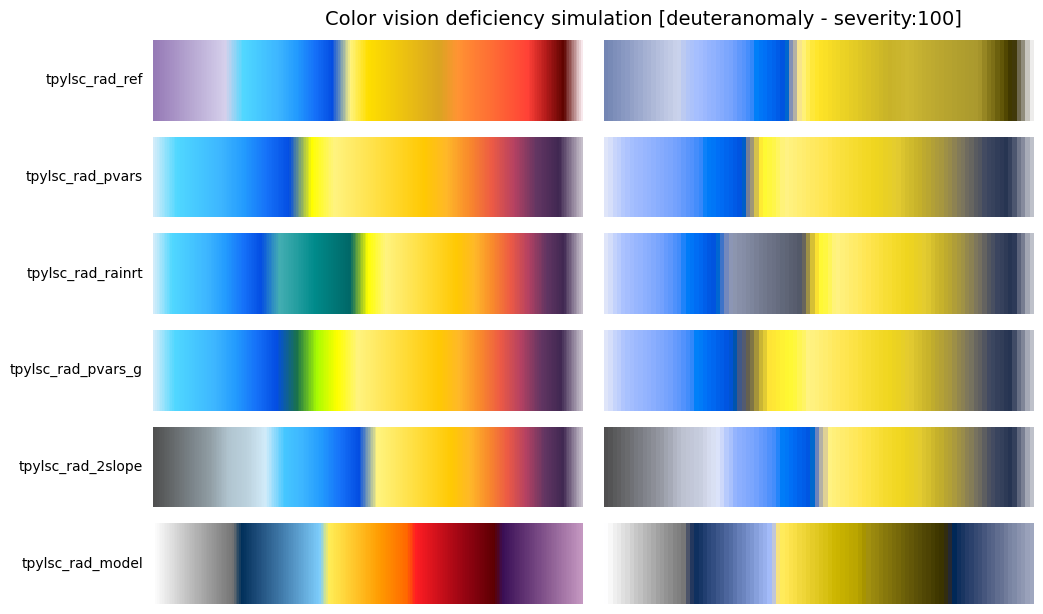 Color vision deficiency simulation [deuteranomaly - severity:100]
tpylsc_rad_ref
tpylsc_rad_pvars
tpylsc_rad_rainrt
tpylsc_rad_pvars_g
tpylsc_rad_2slope
tpylsc_rad_model